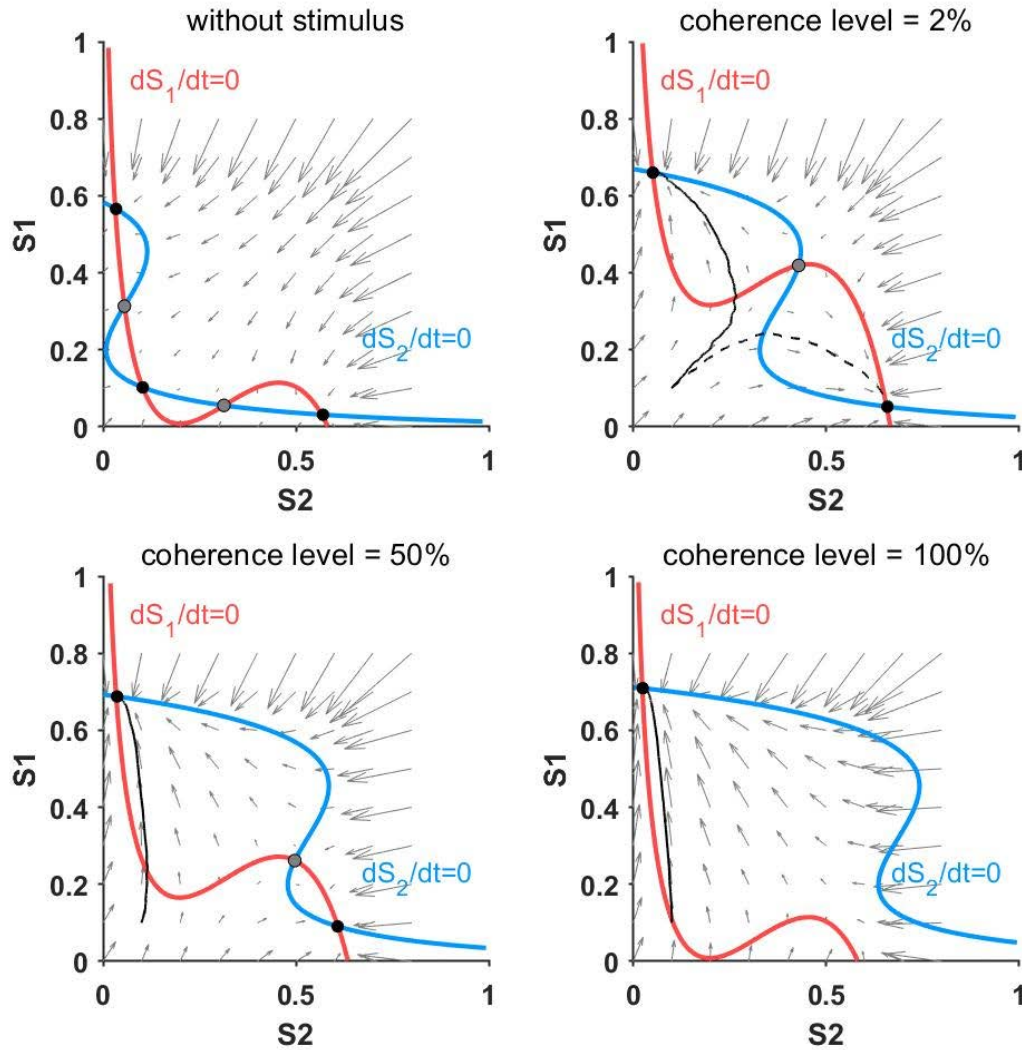 without stimulus
1
0.8
0.6
0.4
0.2
0
S1
dS1/dt=0
dS2/dt=0
0
0.5
1
S2
coherence level = 2%
1
0.8
0.6
0.4
0.2
0
S1
dS1/dt=0
dS2/dt=0
0
0.5
1
S2
coherence level = 50%
1
0.8
0.6
0.4
0.2
0
S1
dS1/dt=0
dS2/dt=0
0
0.5
1
S2
coherence level = 100%
1
0.8
0.6
0.4
0.2
0
S1
dS1/dt=0
dS2/dt=0
0
0.5
1
S2